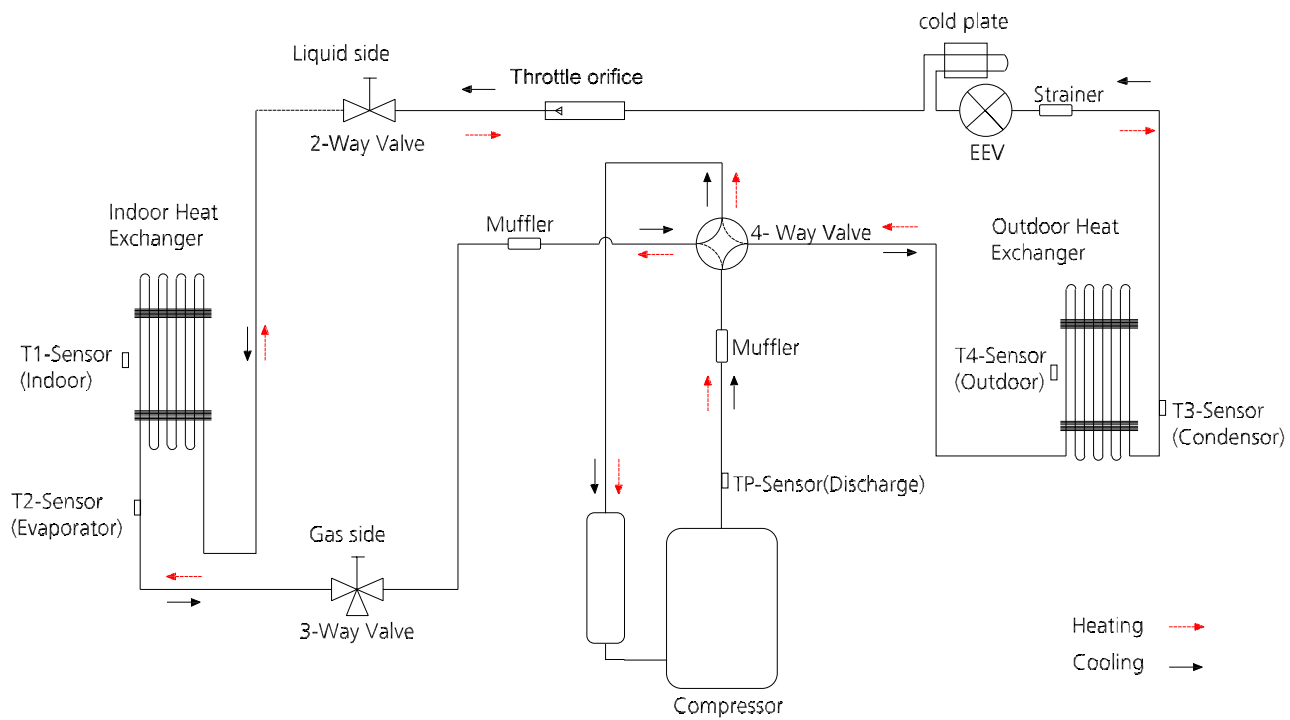 cold plate
Liquid side
Throttle orifice
Strainer
2-Way Valve
EEV
Indoor Heat
Exchanger
Muffler
4- Way Valve
Outdoor Heat
Exchanger
T1-Sensor
(Indoor)
Muffler
T4-Sensor
(Outdoor)
T3-Sensor
(Condensor)
T2-Sensor
(Evaporator)
TP-Sensor(Discharge)
Gas side
3-Way Valve
Heating
Cooling
Compressor